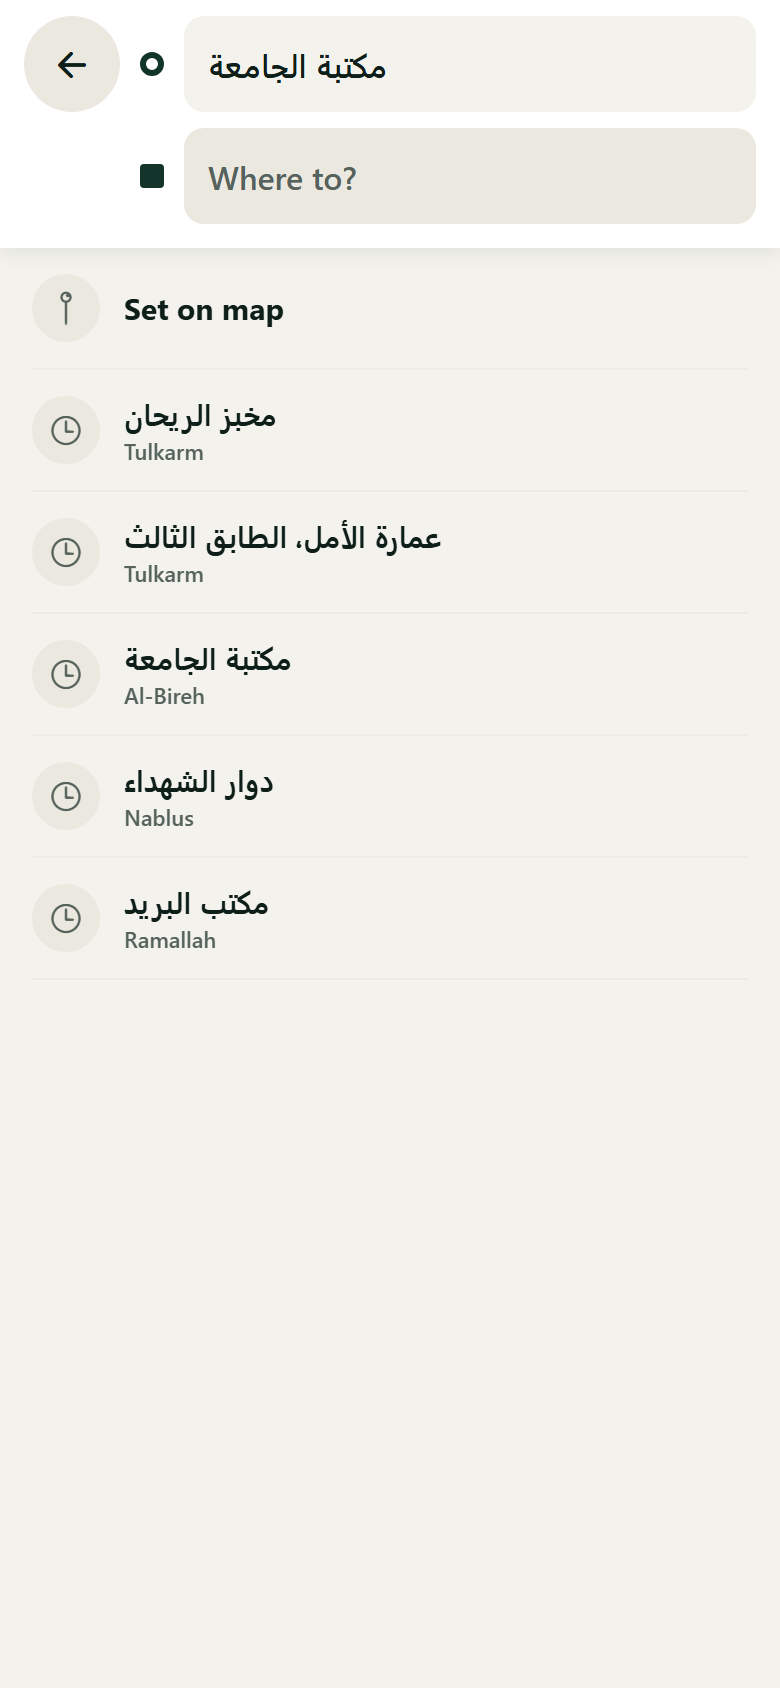 مكتبة الجامعة
Where to?
Set on map
مخبز الريحان
Tulkarm
عمارة الأمل، الطابق الثالث
Tulkarm
مكتبة الجامعة
Al-Bireh
دوار الشهداء
Nablus
مكتب البريد
Ramallah